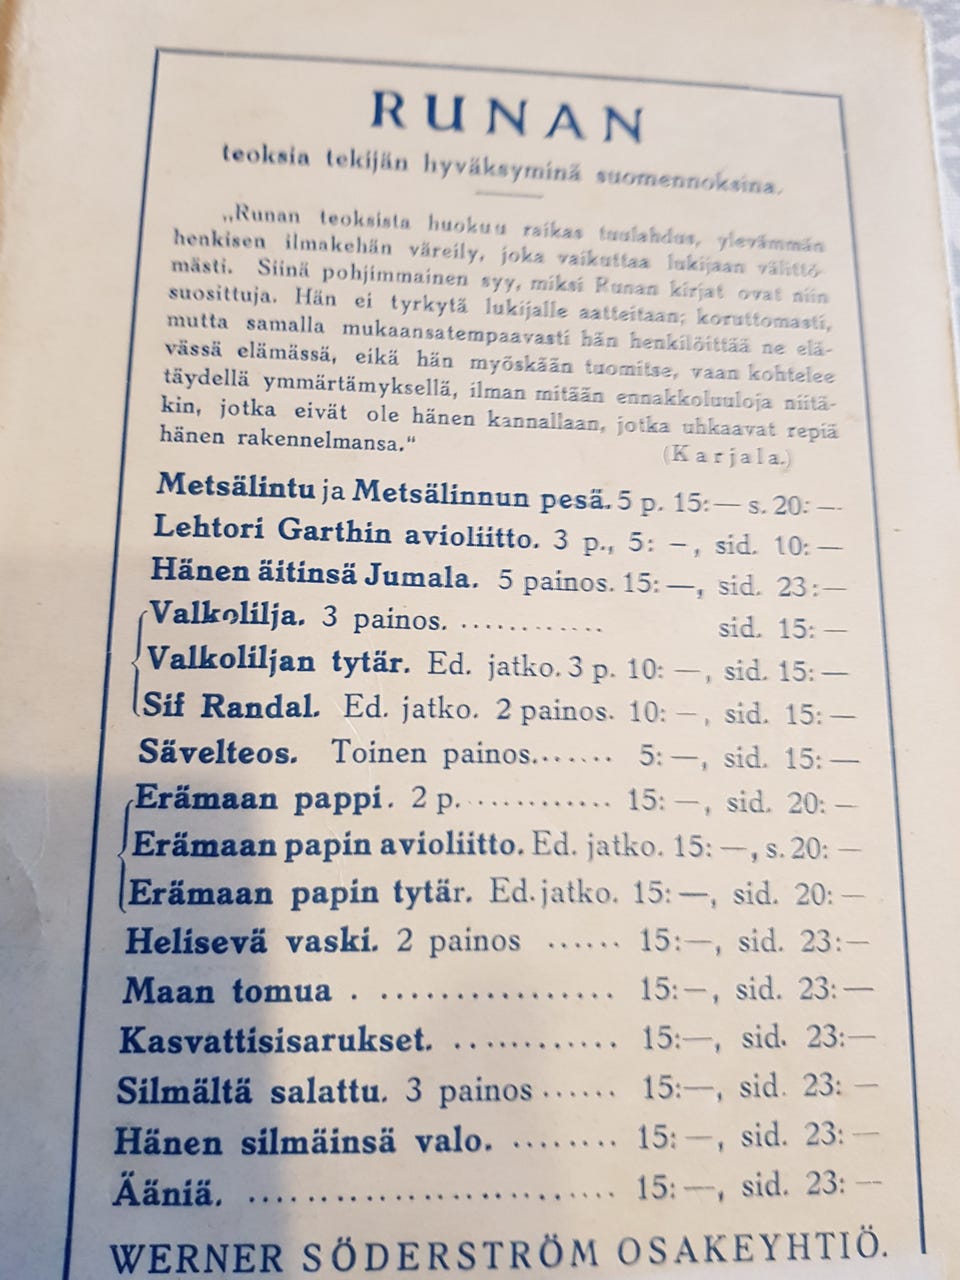 RUNAN
teoksia tekijän hyväksyminä suomennoksina.
„Runan teoksista huokuu raikas tuulahdus, ylevämmän
henkisen ilmakehän väreily, joka vaikuttaa lukijaan välittö-
mästi. Siinä pohjimmainen syy, miksi Runan kirjat ovat niin
suosittuja. Hän ei tyrkytä lukijalle aatteitaan; koruttomasti,
mutta samalla mukaansatempaavasti hän henkilöittää ne elä-
vässä elämässä, eikä hän myöskään tuomitse, vaan kohtelee
täydellä ymmärtämyksellä, ilman mitään ennakkoluuloja niitä-
kin, jotka eivät ole hänen kannallaan, jotka uhkaavat repiä
hänen rakennelmansa.“ (Karjala.)
Metsälintu ja Metsälinnun pesä. 5 p. 15:— s. 20:—
Lehtori Garthin avioliitto. 3 p., 5: —, sid. 10: —
Hänen äitinsä Jumala. 5 painos. 15: —, sid. 23:—
Valkolilja. 3 painos. ............ sid. 15: —
Valkoliljan tytär. Ed. jatko. 3 p. 10: —, sid. 15: —
Sif Randal. Ed. jatko. 2 painos. 10: —, sid. 15: —
Sävelteos. Toinen painos...... 5: —, sid. 15: —
Erämaan pappi. 2 p. ............ 15: —, sid. 20: —
Erämaan papin avioliitto. Ed. jatko. 15: —, s. 20: —
Erämaan papin tytär. Ed. jatko. 15: —, sid. 20: —
Helisevä vaski. 2 painos ...... 15:—, sid. 23:—
Maan tomua . ................ 15:—, sid. 23:—
Kasvattisisarukset. ............ 15:—, sid. 23:—
Silmältä salattu. 3 painos ...... 15:—, sid. 23: —
Hänen silmäinsä valo. ........ 15: —, sid. 23: —
Ääniä. .......................... 15: —, sid. 23: —
WERNER SÖDERSTRÖM OSAKEYHTIÖ.